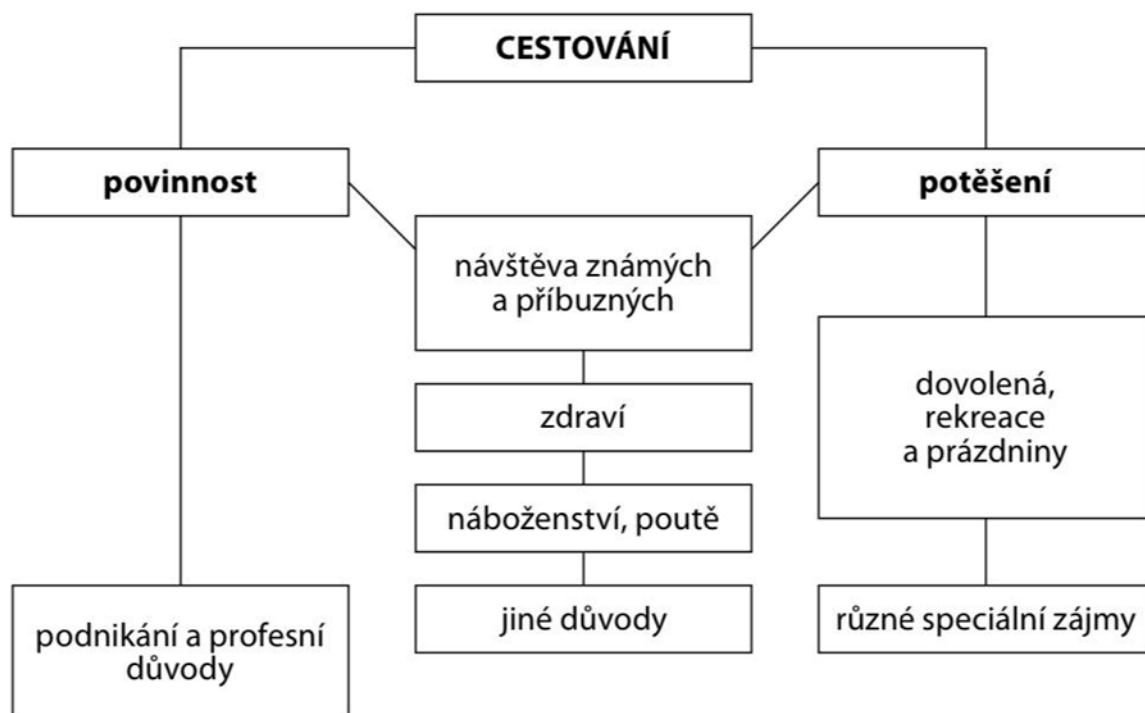 CESTOVÁNÍ
povinnost
potěšení
návštěva známých
a příbuzných
zdraví
náboženství, poutě
jiné důvody
dovolená,
rekreace
a prázdniny
různé speciální zájmy
podnikání a profesní
důvody